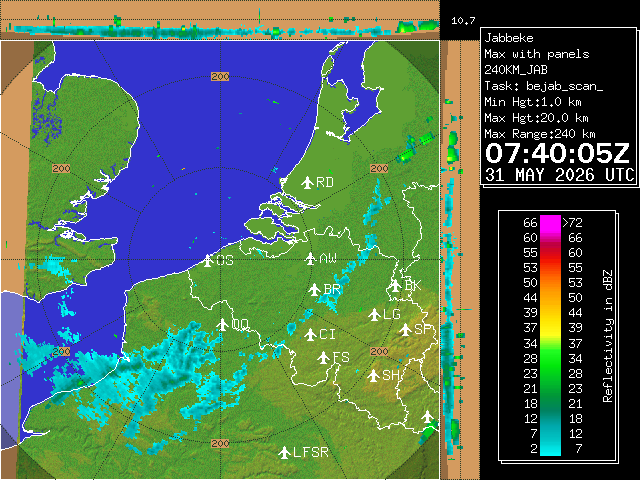 10.7
Jabbeke
Max with panels
240KM_JAB
Task: bejab_scan_
Min Hgt:1.0 km
Max Hgt:20.0 km
Max Range:240 km
07:40:05Z
31 MAY 2026 UTC
200
200
200
RD
OS
AW
BR
BK
QO
LG
CI
SP
200
200
FS
SH
200
LFSR
66 >72
60 66
55 60
53 55
50 53
44 50
39 44
37 39
34 37
28 34
23 28
21 23
18 21
12 18
7 12
2 7
Reflectivity in dBZ